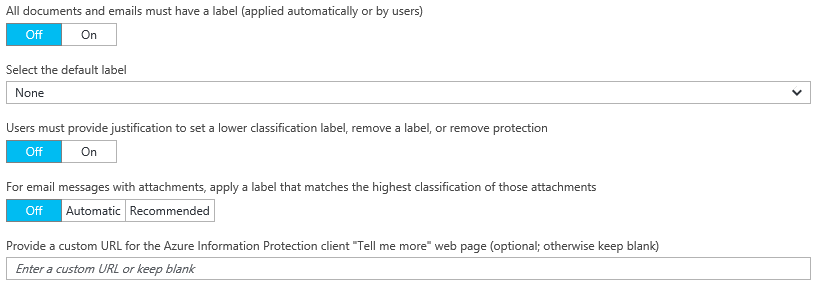 All documents and emails must have a label (applied automatically or by users)
Off On
Select the default label
None
Users must provide justification to set a lower classification label, remove a label, or remove protection
Off On
For email messages with attachments, apply a label that matches the highest classification of those attachments
Off Automatic Recommended
Provide a custom URL for the Azure Information Protection client "Tell me more" web page (optional; otherwise keep blank)
Enter a custom URL or keep blank